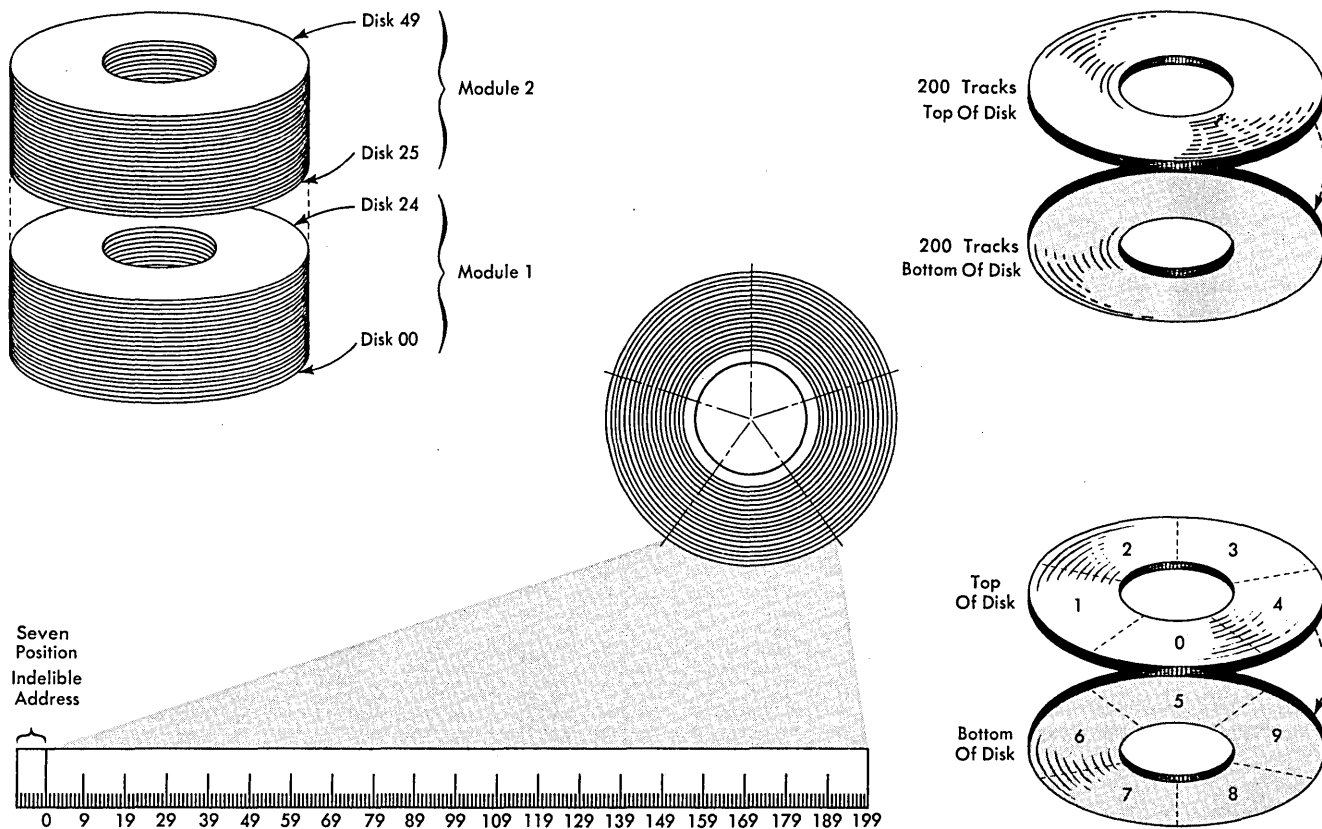 Disk 49
Module 2
Disk 25
Disk 24
Module 1
Disk 00
200 Tracks
Top Of Disk
200 Tracks
Bottom Of Disk
Top
Of Disk
2 3
1 4
0
Bottom
Of Disk
5
6 9
7 8
Seven
Position
Indelible
Address
0 9 19 29 39 49 59 69 79 89 99 109 119 129 139 149 159 169 179 189 199